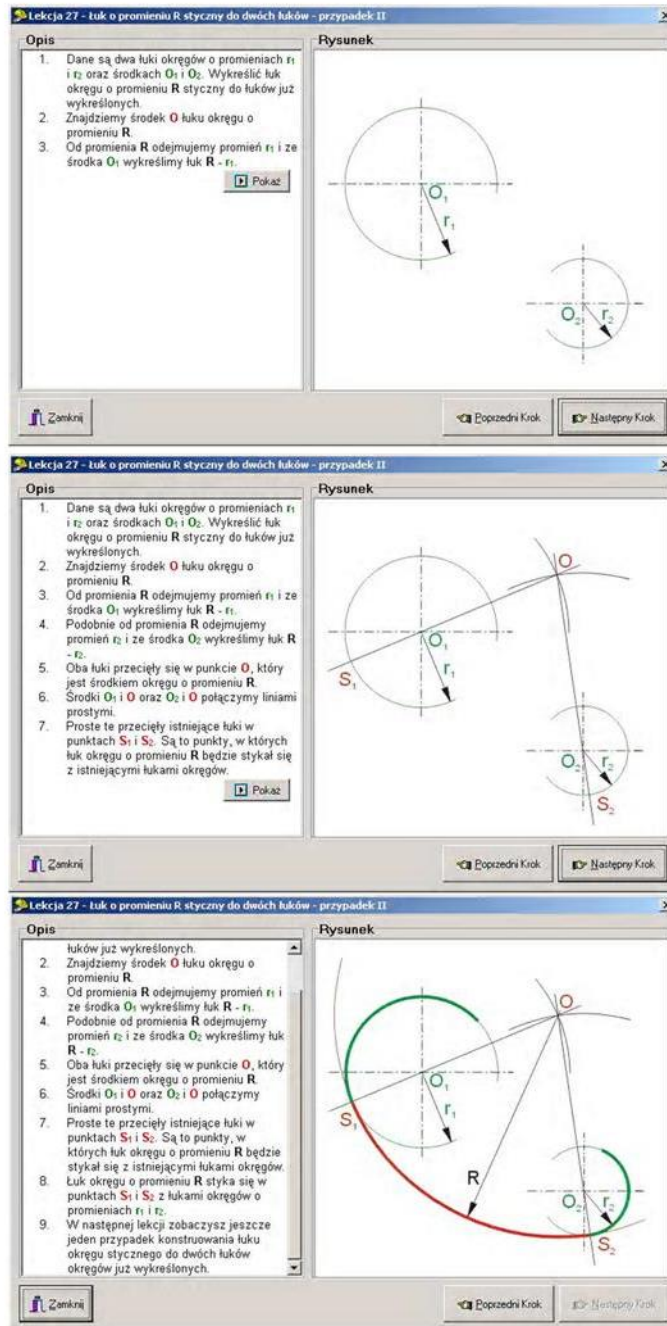 Lekcja 27 - Łuk o promieniu R styczny do dwóch łuków - przypadek II
Opis
1. Dane są dwa łuki okręgów o promieniach r1
i r2 oraz środkach O1 i O2. Wykreślić łuk
okręgu o promieniu R styczny do łuków już
wykreślonych.
2. Znajdziemy środek O łuku okręgu o
promieniu R.
3. Od promienia R odejmujemy promień r1 i ze
środka O1 wykreślimy łuk R - r1.
Pokaż
Rysunek
O1
r1
O2
r2
Zamknij
Poprzedni Krok
Następny Krok
Lekcja 27 - Łuk o promieniu R styczny do dwóch łuków - przypadek II
Opis
1. Dane są dwa łuki okręgów o promieniach r1
i r2 oraz środkach O1 i O2. Wykreślić łuk
okręgu o promieniu R styczny do łuków już
wykreślonych.
2. Znajdziemy środek O łuku okręgu o
promieniu R.
3. Od promienia R odejmujemy promień r1 i ze
środka O1 wykreślimy łuk R - r1.
4. Podobnie od promienia R odejmujemy
promień r2 i ze środka O2 wykreślimy łuk R
- r2.
5. Oba łuki przecięły się w punkcie O, który
jest środkiem okręgu o promieniu R.
6. Środki O1 i O oraz O2 i O połączymy liniami
prostymi.
7. Proste te przecięły istniejące łuki w
punktach S1 i S2. Są to punkty, w których
łuk okręgu o promieniu R będzie stykał się
z istniejącymi łukami okręgów.
Pokaż
Rysunek
O
O1
S1
r1
O2
r2
S2
Zamknij
Poprzedni Krok
Następny Krok
Lekcja 27 - Łuk o promieniu R styczny do dwóch łuków - przypadek II
Opis
łuków już wykreślonych.
2. Znajdziemy środek O łuku okręgu o
promieniu R.
3. Od promienia R odejmujemy promień r1 i
ze środka O1 wykreślimy łuk R - r1.
4. Podobnie od promienia R odejmujemy
promień r2 i ze środka O2 wykreślimy łuk
R - r2.
5. Oba łuki przecięły się w punkcie O, który
jest środkiem okręgu o promieniu R.
6. Środki O1 i O oraz O2 i O połączymy
liniami prostymi.
7. Proste te przecięły istniejące łuki w
punktach S1 i S2. Są to punkty, w
których łuk okręgu o promieniu R będzie
stykał się z istniejącymi łukami okręgów.
8. Łuk okręgu o promieniu R styka się w
punktach S1 i S2 z łukami okręgów o
promieniach r1 i r2.
9. W następnej lekcji zobaczysz jeszcze
jeden przypadek konstruowania łuku
okręgu stycznego do dwóch łuków
okręgów już wykreślonych.
Rysunek
O
O1
S1
r1
R
O2
r2
S2
Zamknij
Poprzedni Krok
Następny Krok